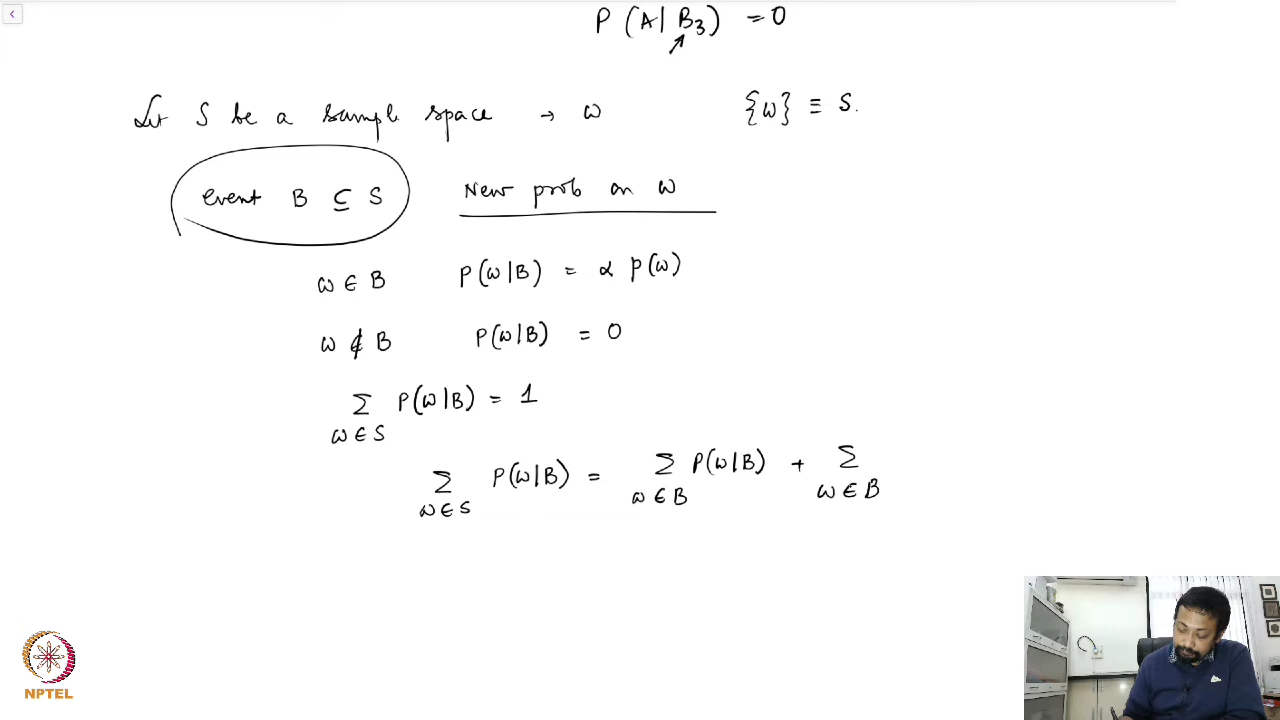 P (A | B₃) = 0
Let S be a sample space → ω {ω} ≡ S.
event B ⊆ S New prob on ω
ω ∈ B P(ω|B) = α p(ω)
ω ∉ B P(ω|B) = 0
∑ P(ω|B) = 1
ω ∈ S
∑ P(ω|B) = ∑ P(ω|B) + ∑
ω ∈ S ω ∈ B ω ∈ B
NPTEL